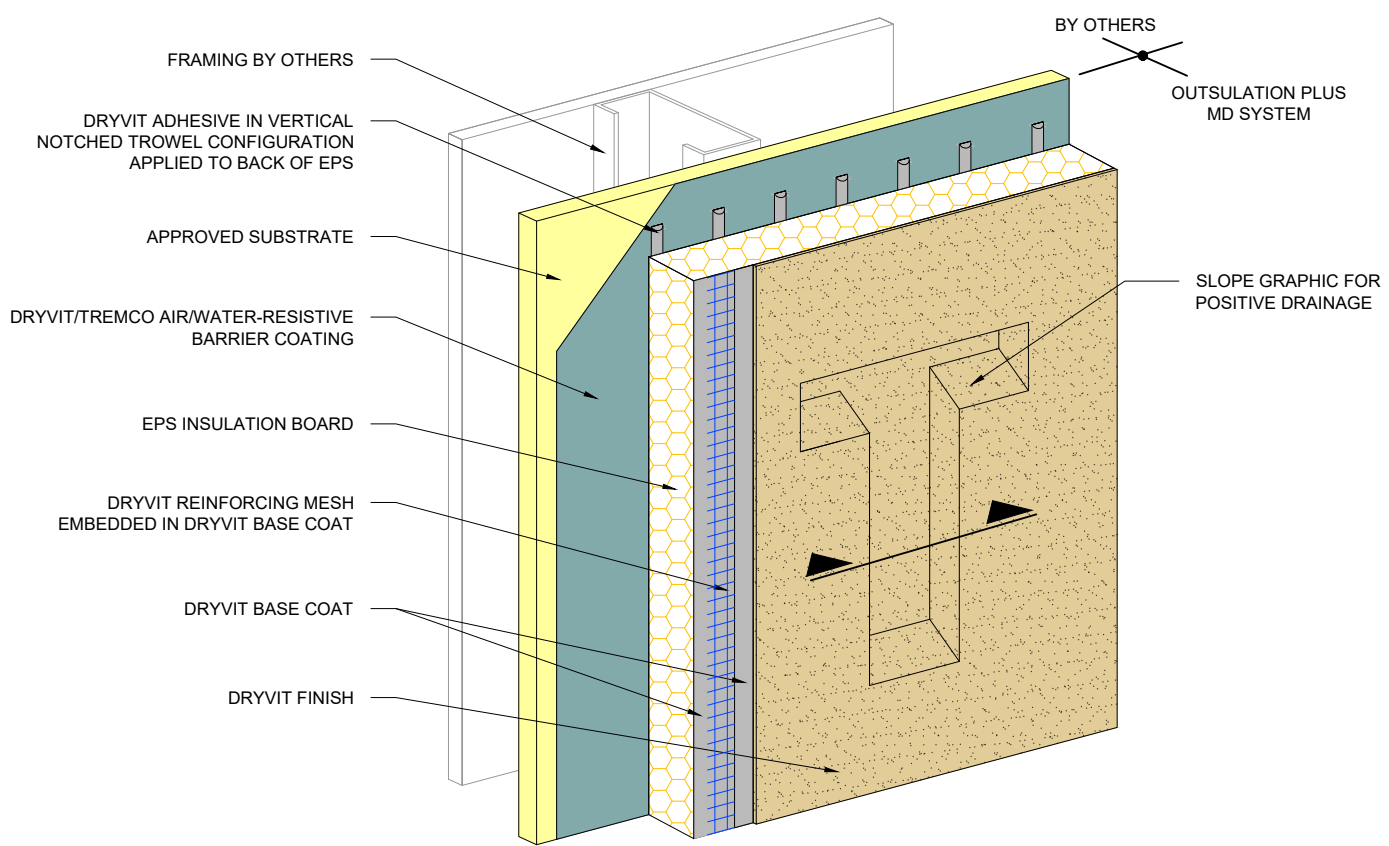 BY OTHERS
OUTSULATION PLUS
MD SYSTEM
FRAMING BY OTHERS
DRYVIT ADHESIVE IN VERTICAL
NOTCHED TROWEL CONFIGURATION
APPLIED TO BACK OF EPS
APPROVED SUBSTRATE
SLOPE GRAPHIC FOR
POSITIVE DRAINAGE
DRYVIT/TREMCO AIR/WATER-RESISTIVE
BARRIER COATING
EPS INSULATION BOARD
DRYVIT REINFORCING MESH
EMBEDDED IN DRYVIT BASE COAT
DRYVIT BASE COAT
DRYVIT FINISH